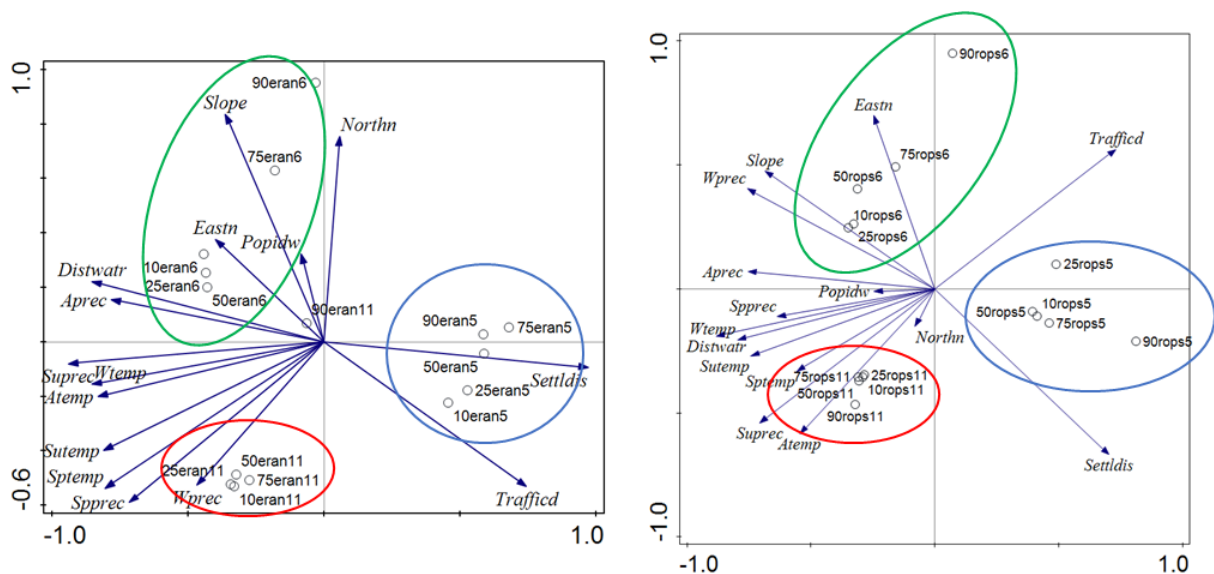 1.0
90eran6
Slope
Northn
75eran6
Eastn
Popidw
10eran6
Distwatr
25eran6
Aprec
50eran6
90eran11
90eran5
75eran5
50eran5
Suprec
Wtemp
Settldis
Atemp
25eran5
10eran5
Sutemp
50eran11
25eran11
75eran11
Sptemp
Wprec
10eran11
Spprec
Trafficd
-0.6
-1.0
1.0
1.0
90rops6
Eastn
Trafficd
Slope
75rops6
50rops6
Wprec
10rops6
25rops6
25rops5
Aprec
Popidw
Spprec
50rops5
10rops5
75rops5
Wtemp
Northn
Distwatr
90rops5
Sutemp
Sptemp
75rops11
25rops11
50rops11
10rops11
90rops11
Suprec
Atemp
Settldis
-1.0
-1.0
1.0